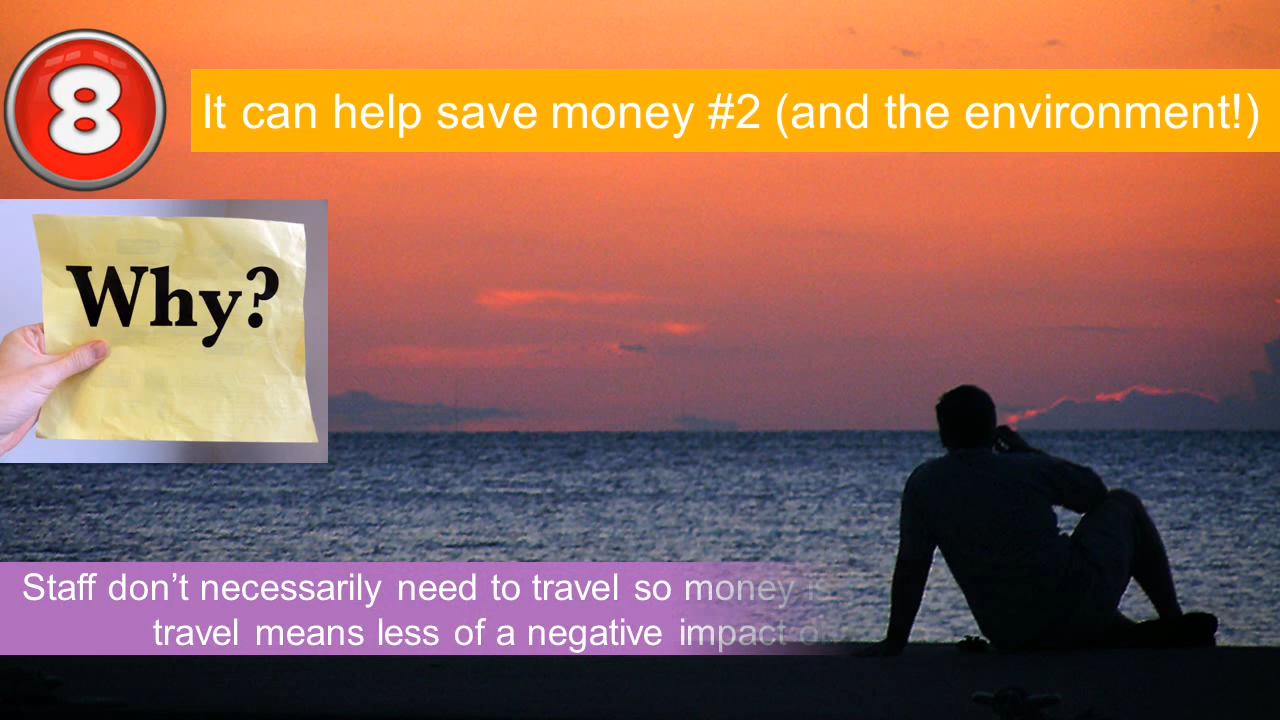 8
It can help save money #2 (and the environment!)
Why?
Staff don’t necessarily need to travel so money is
travel means less of a negative impact